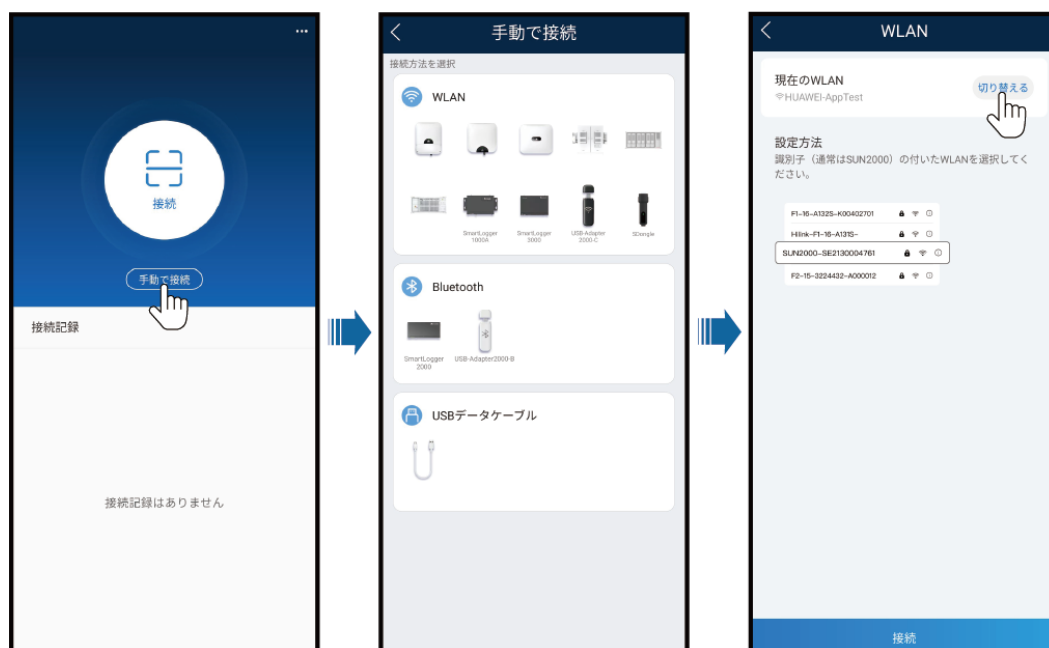 …
接続
手動で接続
接続記録
接続記録はありません
手動で接続
接続方法を選択
WLAN
SmartLogger
1000A
SmartLogger
3000
USB-Adapter
2000-C
SDongle
Bluetooth
SmartLogger
2000
USB-Adapter2000-B
USBデータケーブル
WLAN
現在のWLAN
HUAWEI-AppTest
切り替える
設定方法
識別子（通常はSUN2000）の付いたWLANを選択してく
ださい。
F1-16-A132S-K00402701
Hilink-F1-16-A131S-
SUN2000-SE2130004761
F2-15-3224432-A000012
接続